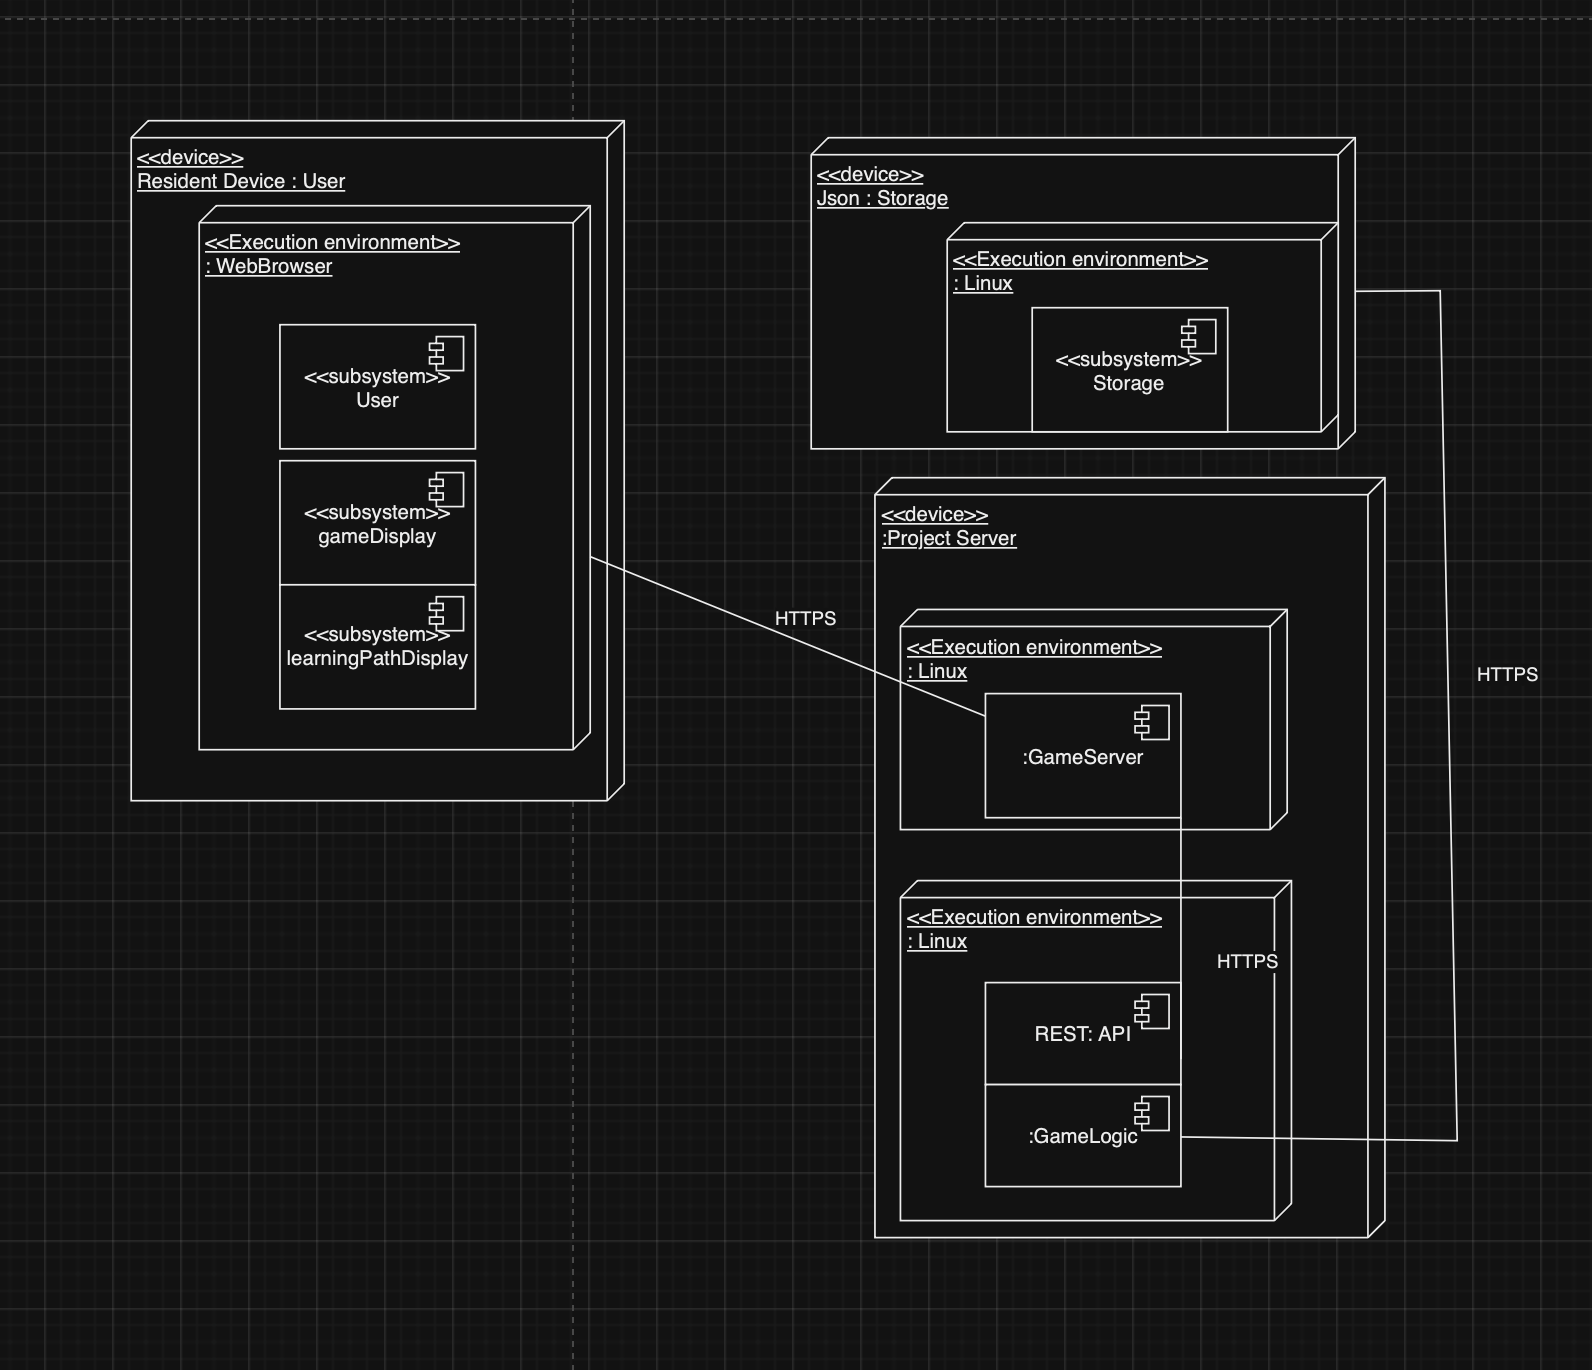 <<device>>
Resident Device : User
<<Execution environment>>
: WebBrowser
<<subsystem>>
User
<<subsystem>>
gameDisplay
<<subsystem>>
learningPathDisplay
HTTPS
<<device>>
Json : Storage
<<Execution environment>>
: Linux
<<subsystem>>
Storage
<<device>>
:Project Server
<<Execution environment>>
: Linux
:GameServer
<<Execution environment>>
: Linux
HTTPS
REST: API
:GameLogic
HTTPS